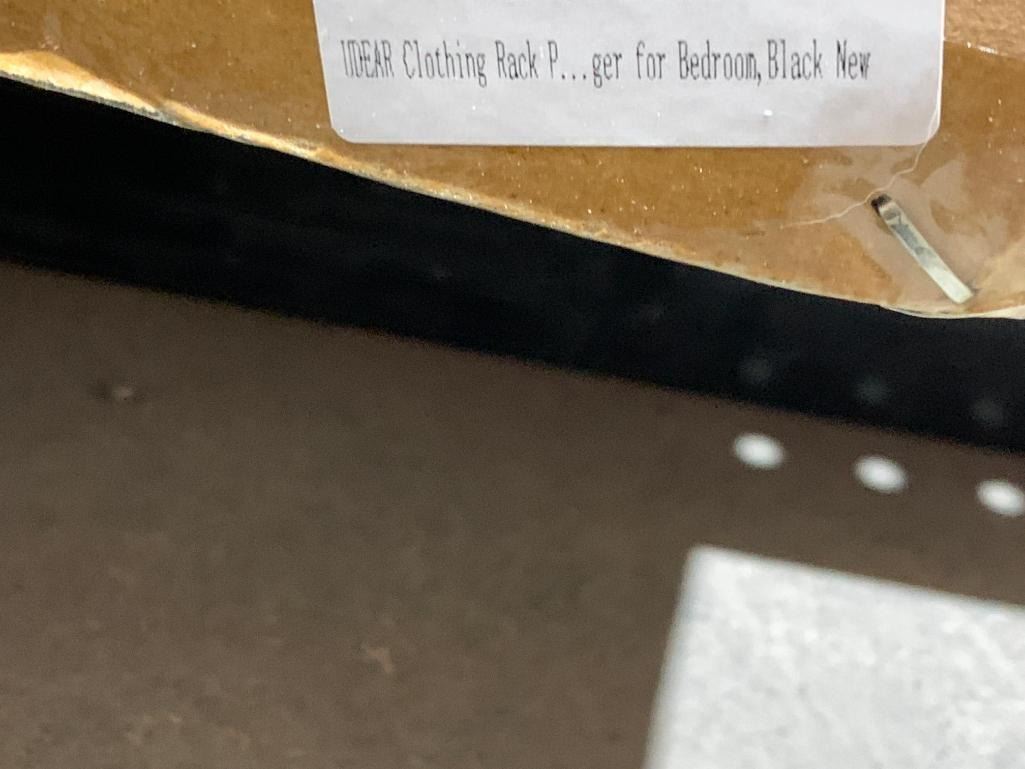 UDEAR Clothing Rack P...ger for Bedroom, Black New